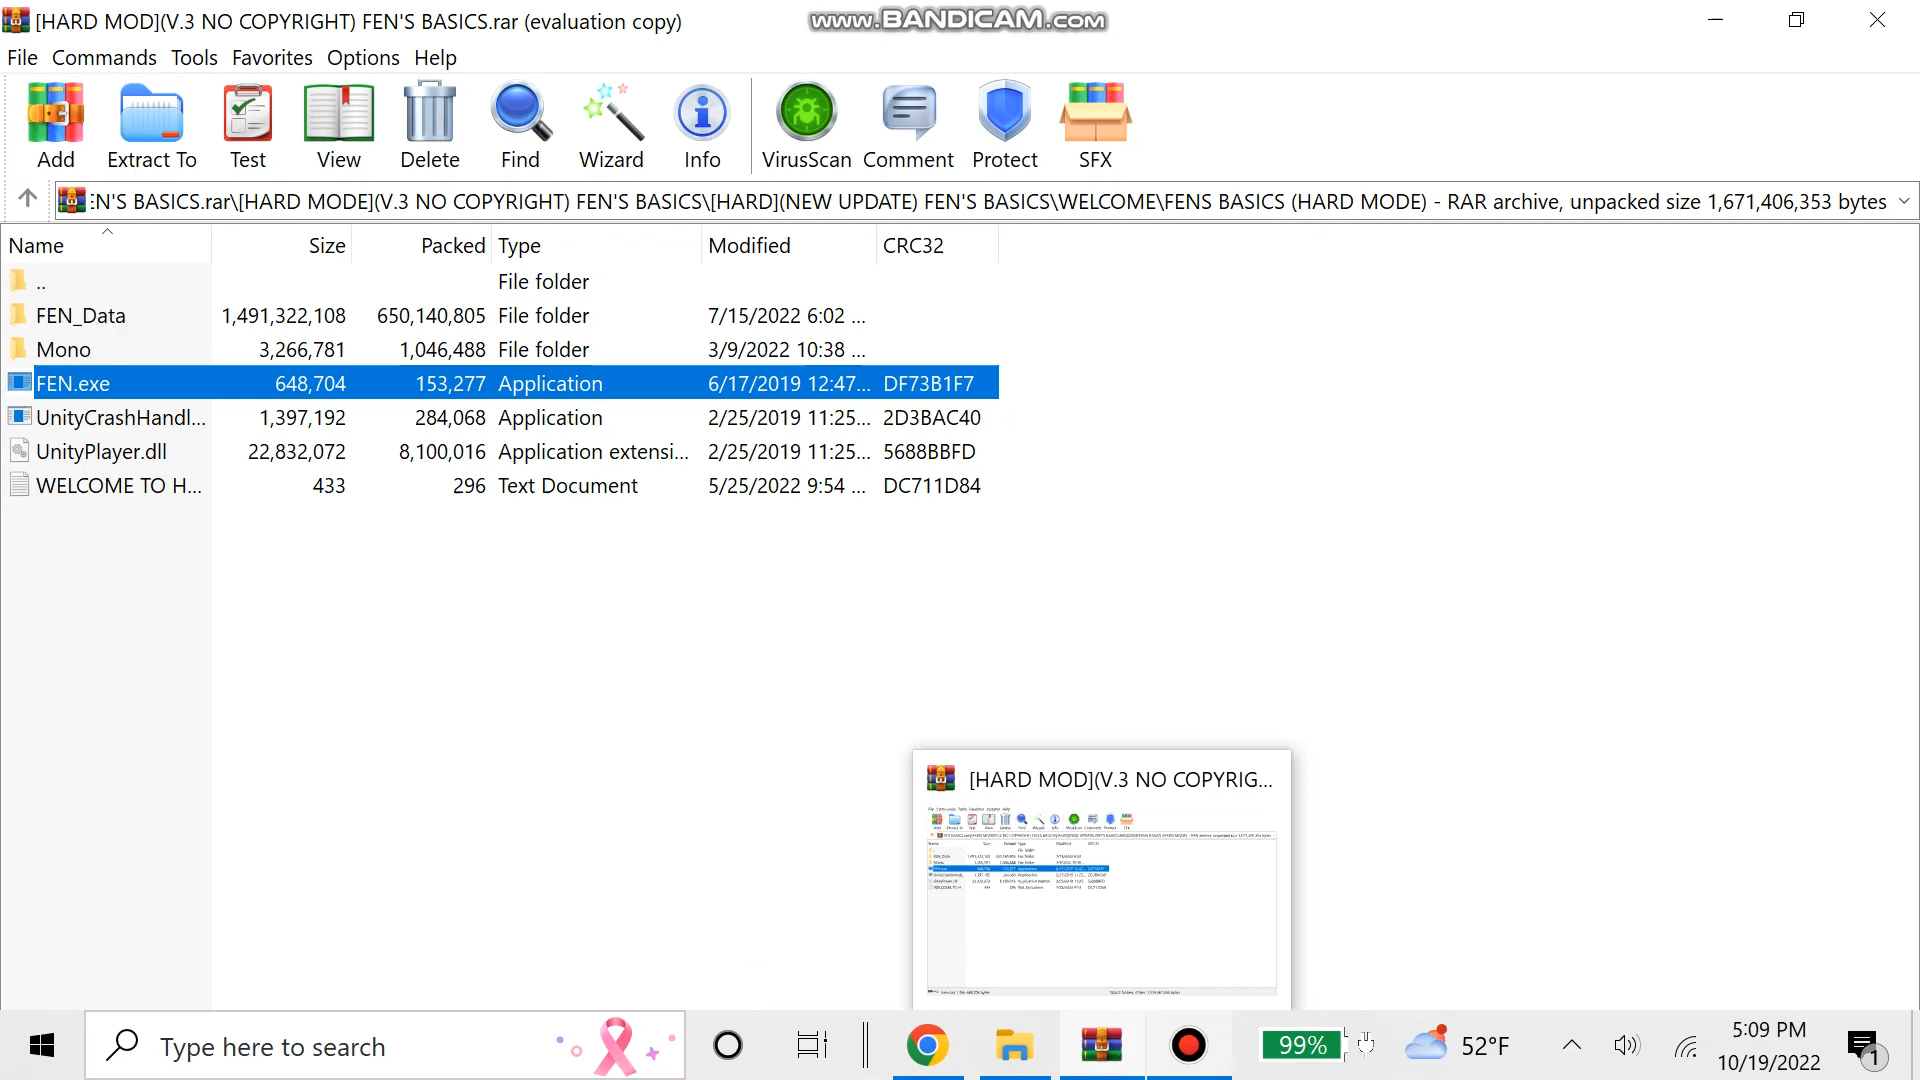 [HARD MOD](V.3 NO COPYRIGHT) FEN'S BASICS.rar (evaluation copy)
www.BANDICAM.COM
File Commands Tools Favorites Options Help
Add Extract To Test View Delete Find Wizard Info VirusScan Comment Protect SFX
EN'S BASICS.rar\[HARD MODE](V.3 NO COPYRIGHT) FEN'S BASICS\[HARD](NEW UPDATE) FEN'S BASICS\WELCOME\FENS BASICS (HARD MODE) - RAR archive, unpacked size 1,671,406,353 bytes
Name Size Packed Type Modified CRC32
.. File folder
FEN_Data 1,491,322,108 650,140,805 File folder 7/15/2022 6:02 ...
Mono 3,266,781 1,046,488 File folder 3/9/2022 10:38 ...
FEN.exe 648,704 153,277 Application 6/17/2019 12:47... DF73B1F7
UnityCrashHandl... 1,397,192 284,068 Application 2/25/2019 11:25... 2D3BAC40
UnityPlayer.dll 22,832,072 8,100,016 Application extensi... 2/25/2019 11:25... 5688BBFD
WELCOME TO H... 433 296 Text Document 5/25/2022 9:54 ... DC711D84
[HARD MOD](V.3 NO COPYRIG...
Type here to search
99%
52°F
5:09 PM
10/19/2022
1